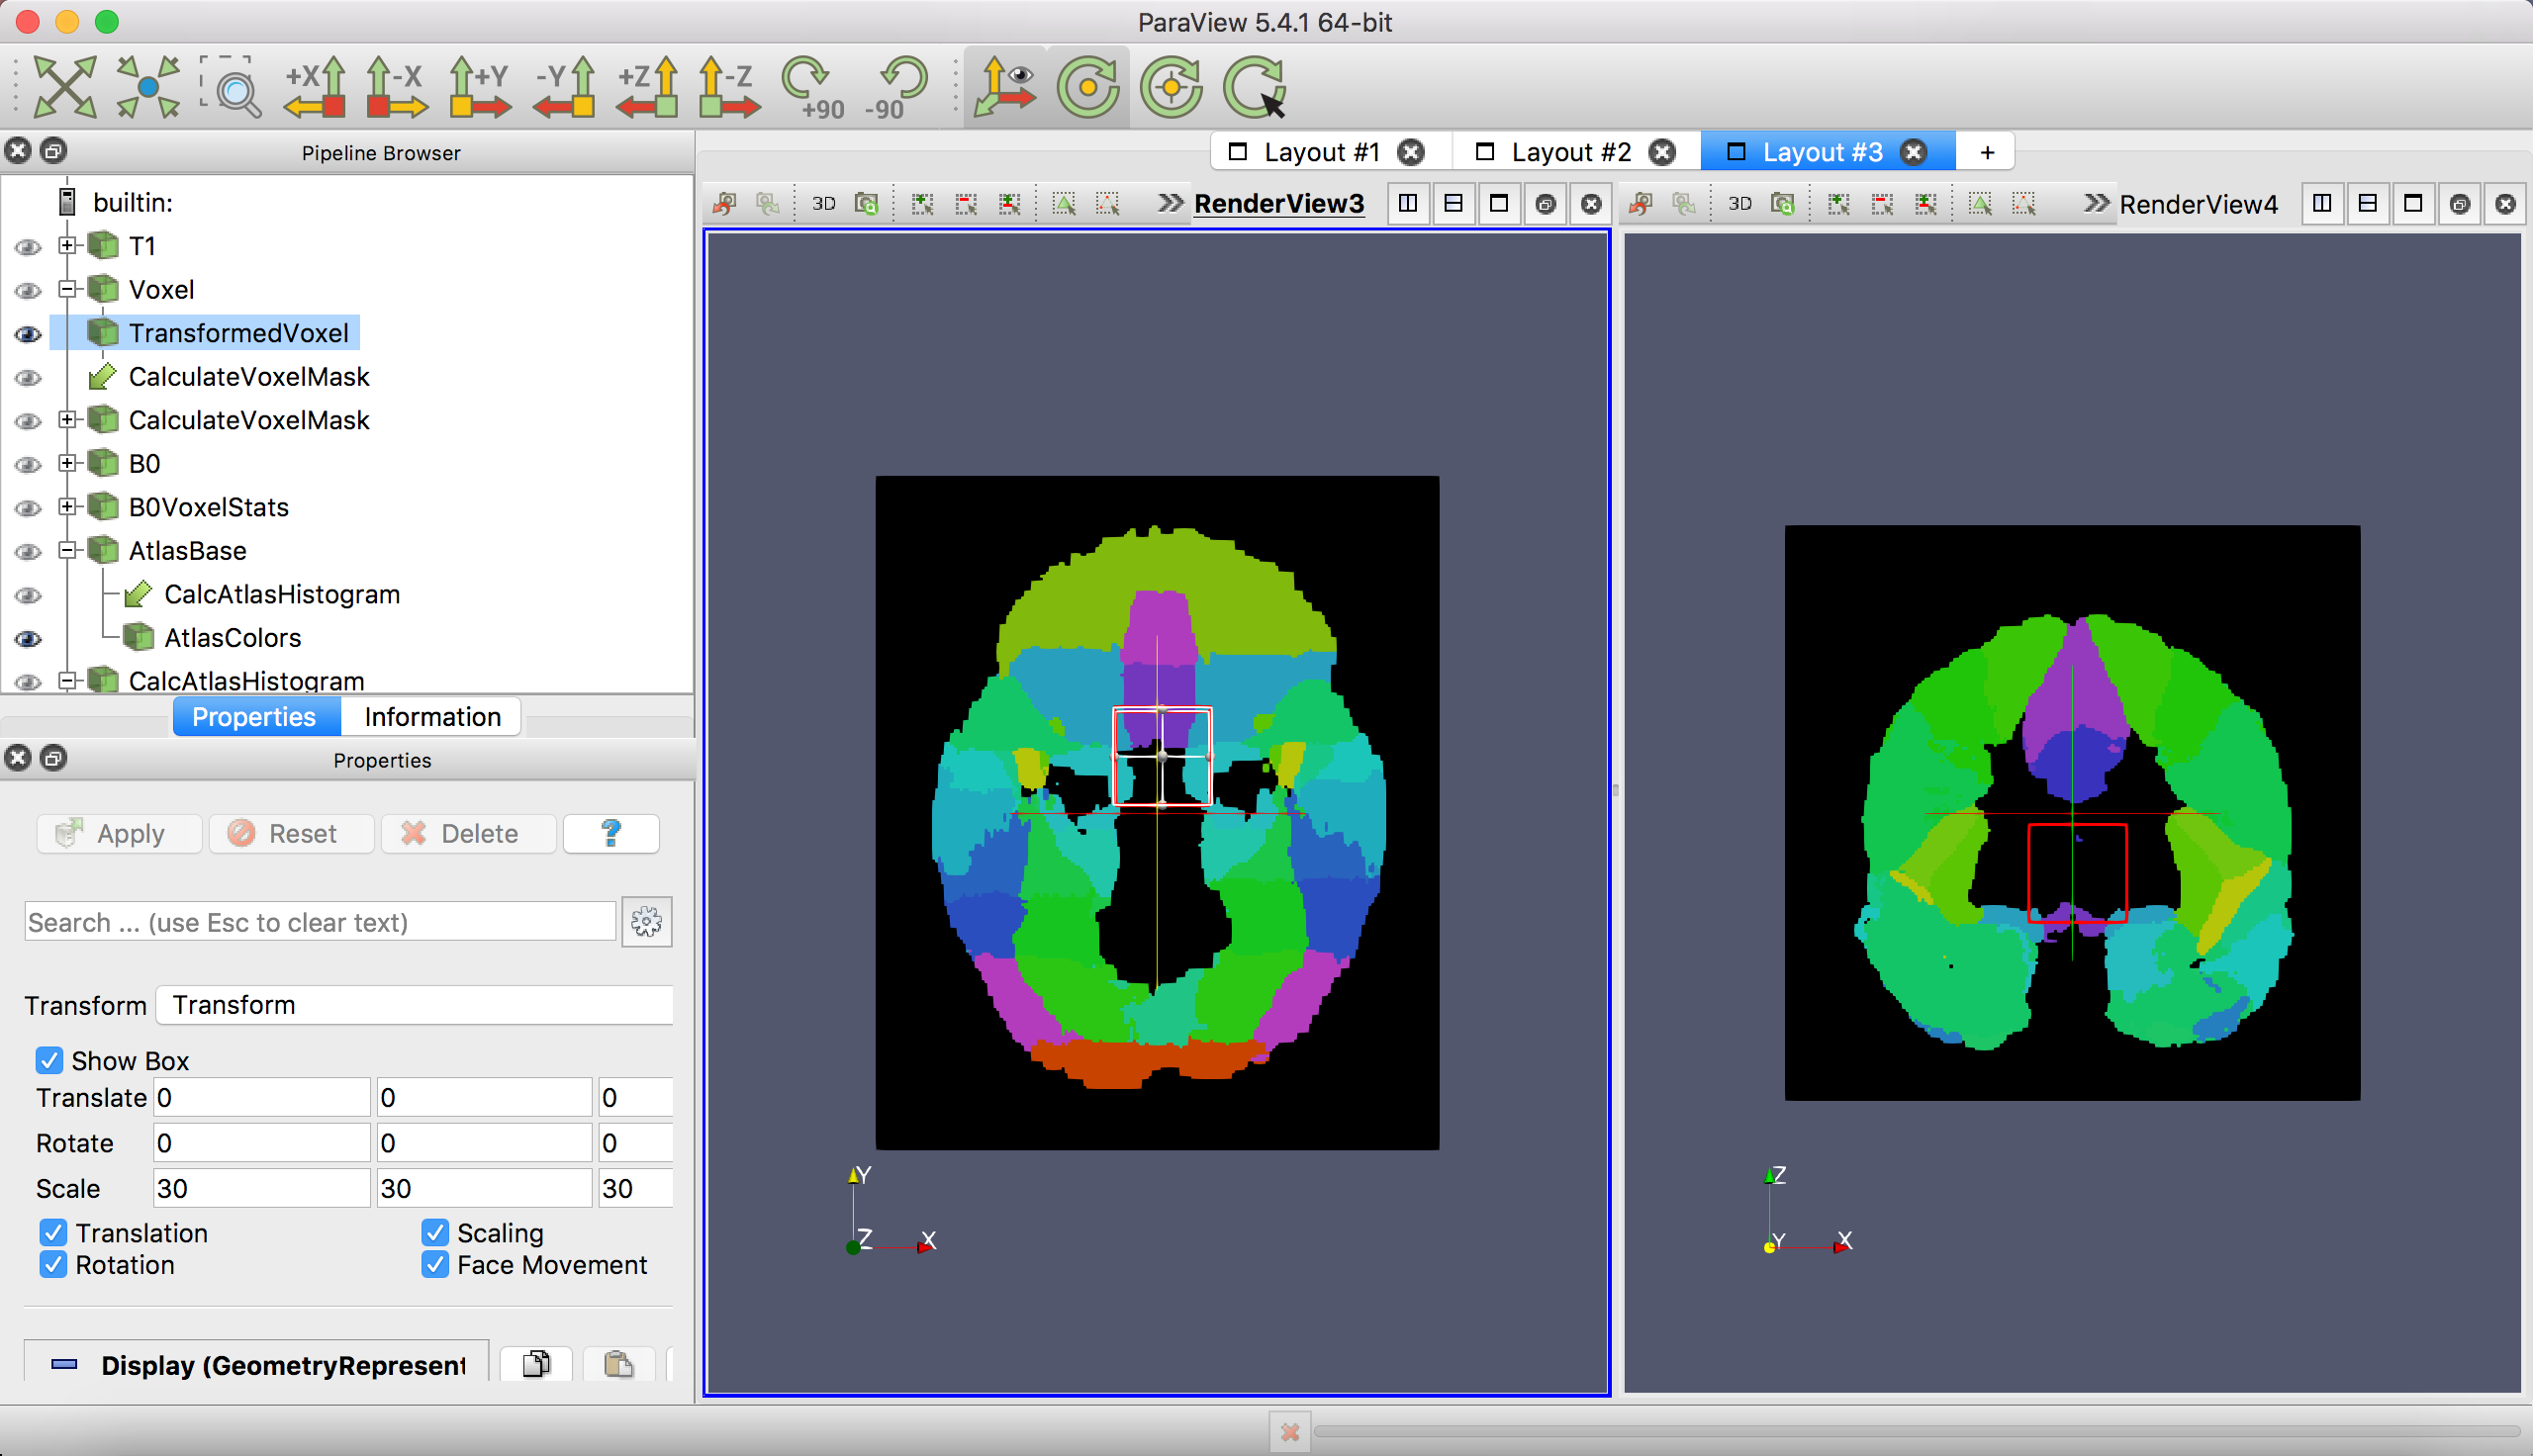 ParaView 5.4.1 64-bit
+X -X +Y -Y +Z -Z +90 -90
Pipeline Browser
Layout #1 Layout #2 Layout #3 +
3D RenderView3 3D RenderView4
builtin:
T1
Voxel
TransformedVoxel
CalculateVoxelMask
CalculateVoxelMask
B0
B0VoxelStats
AtlasBase
CalcAtlasHistogram
AtlasColors
CalcAtlasHistogram
Properties Information
Properties
Apply Reset Delete ?
Search ... (use Esc to clear text)
Transform Transform
Show Box
Translate 0 0 0
Rotate 0 0 0
Scale 30 30 30
Translation Scaling
Rotation Face Movement
Display (GeometryRepresent
Y
Z X
Z
Y X